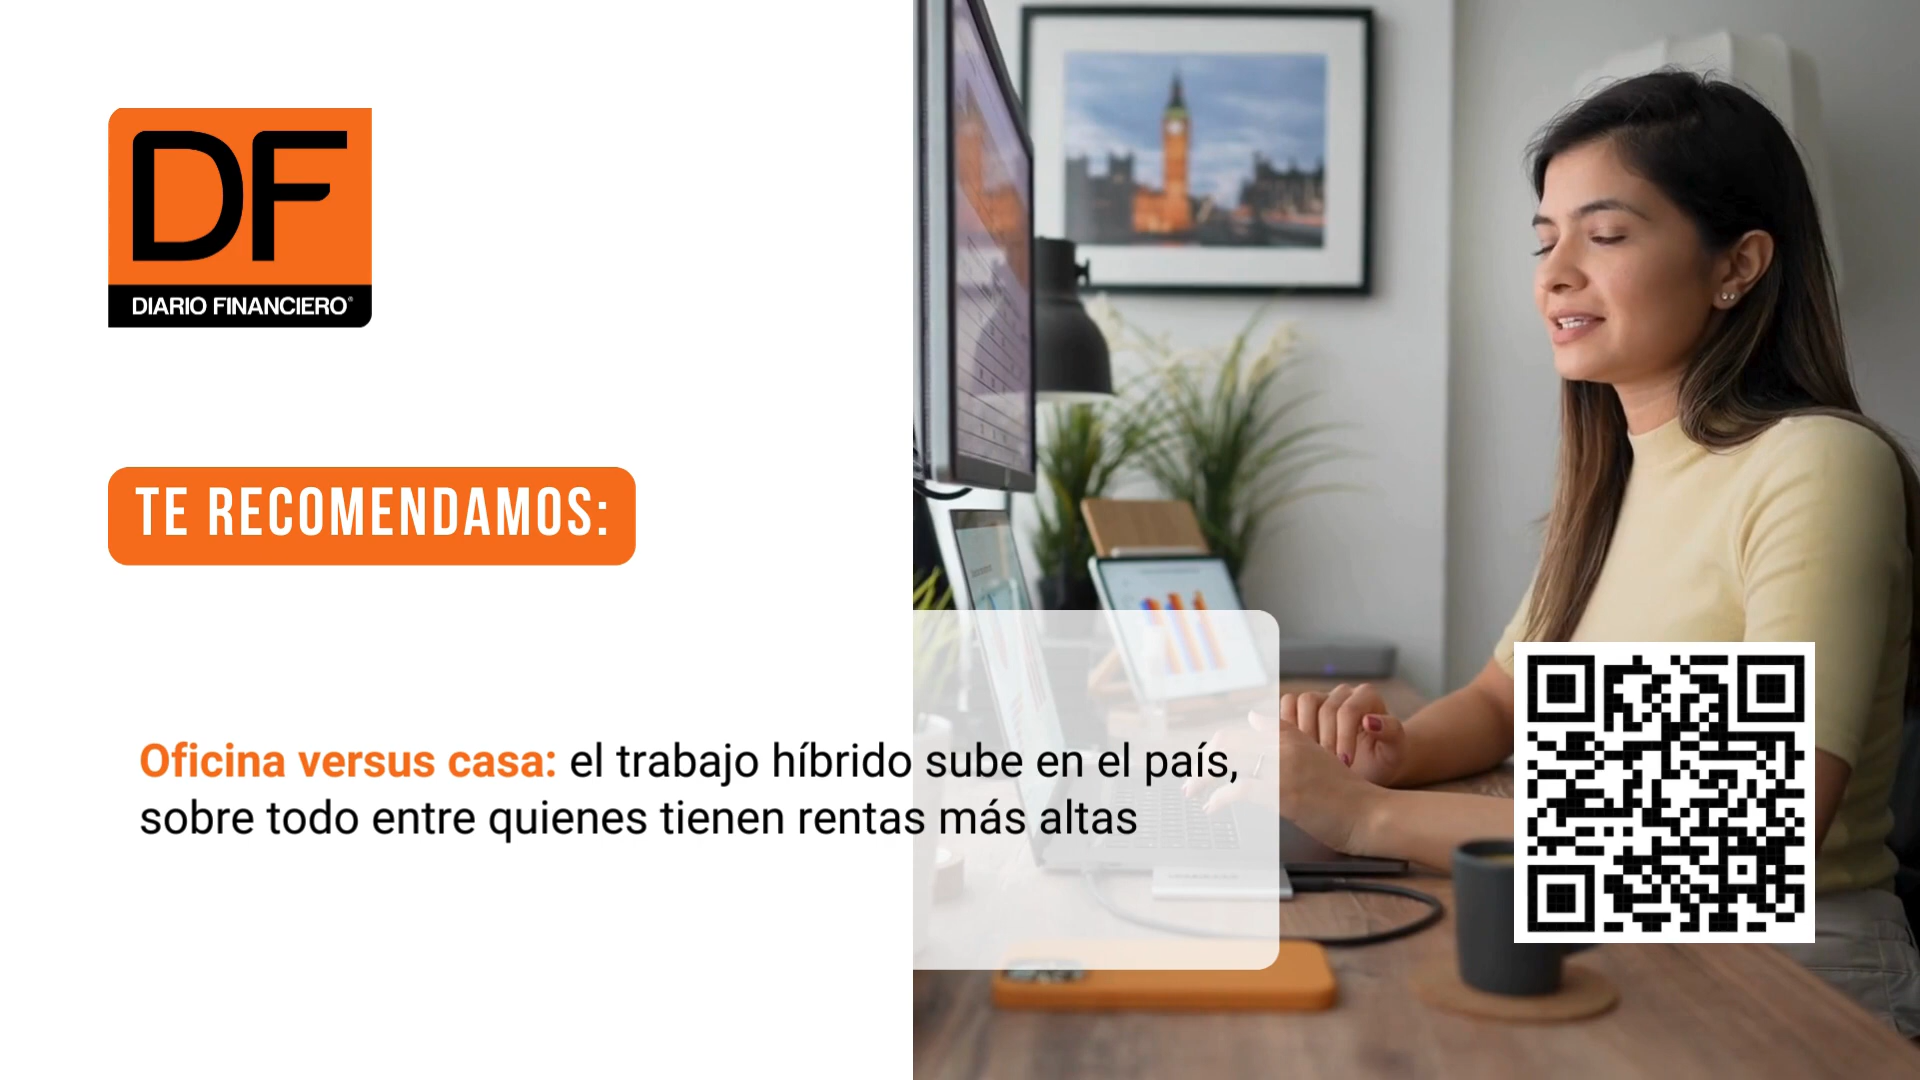 DF
DIARIO FINANCIERO®
TE RECOMENDAMOS:
Oficina versus casa: el trabajo híbrido sube en el país,
sobre todo entre quienes tienen rentas más altas